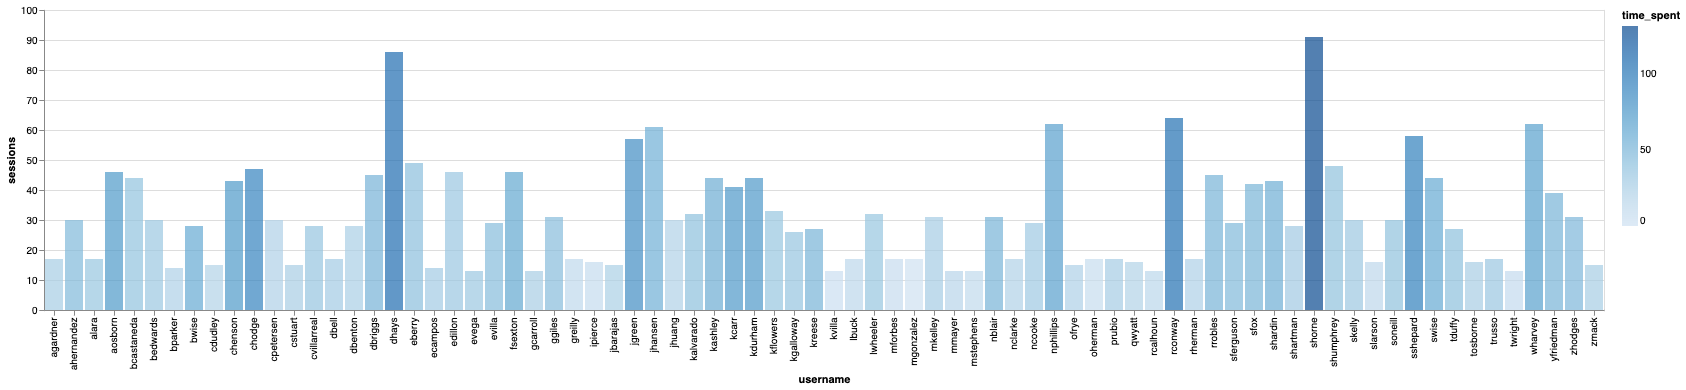 time_spent
100
50
0
sessions
100
90
80
70
60
50
40
30
20
10
0
agardner
ahernandez
alara
aosborn
bcastaneda
bedwards
bparker
bwise
cdudley
chenson
chodge
cpetersen
cstuart
cvillarreal
dbell
dbenton
dbriggs
dhays
eberry
ecampos
edillon
evega
evilla
fsexton
gcarroll
ggiles
greilly
ipierce
jbarajas
jgreen
jhansen
jhuang
kalvarado
kashley
kcarr
kdurham
kflowers
kgalloway
kreese
kvilla
lbuck
lwheeler
mforbes
mgonzalez
mkelley
mmayer
mstephens
nblair
nclarke
ncooke
nphillips
ofrye
oherman
prubio
qwyatt
rcalhoun
rconway
rherman
rrobles
sferguson
sfox
shardin
shartman
shorne
shumphrey
skelly
slarson
soneill
sshepard
swise
tduffy
tosborne
trusso
twright
wharvey
yfriedman
zhodges
zmack
username